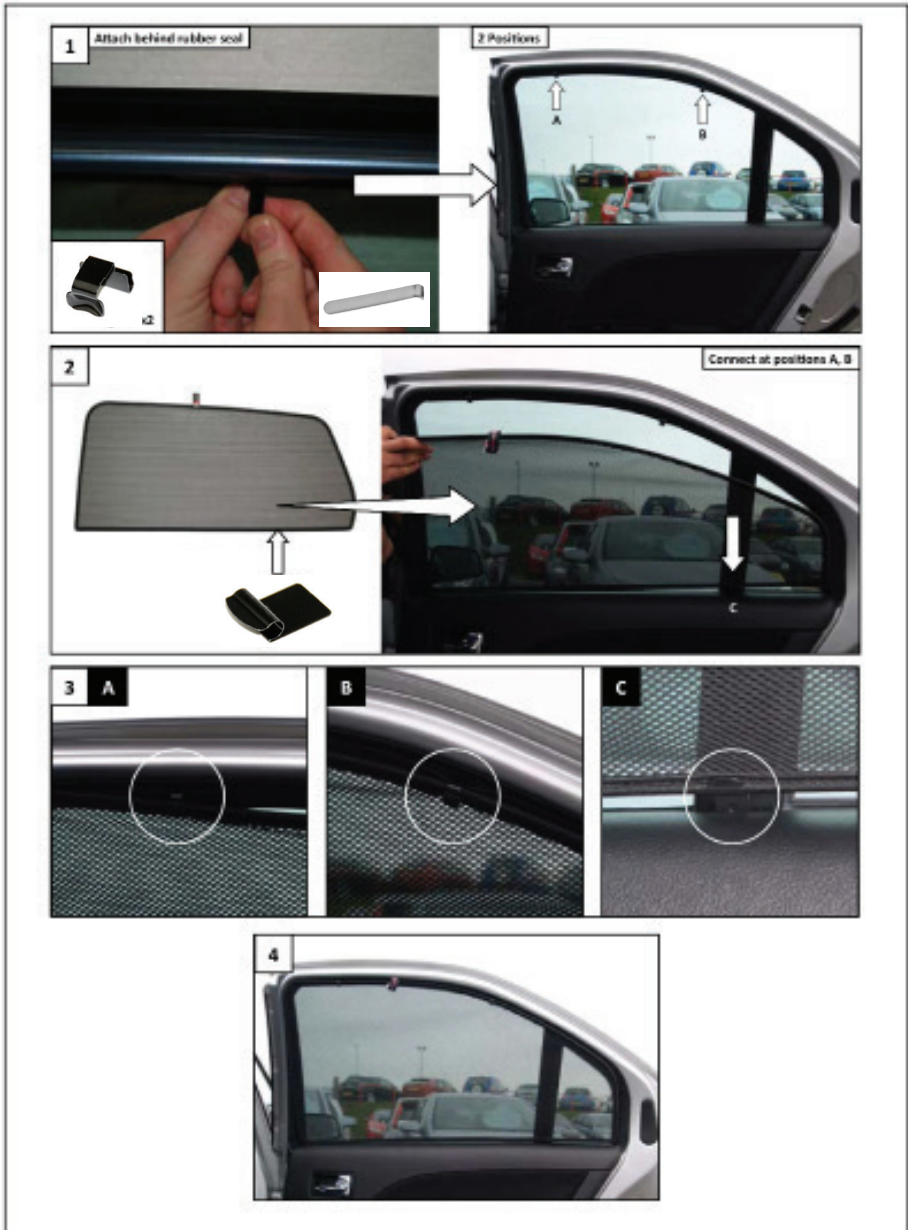 1
Attach behind rubber seal
2 Positions
A
B
x2
2
Connect at positions A, B
C
3
A
B
C
4